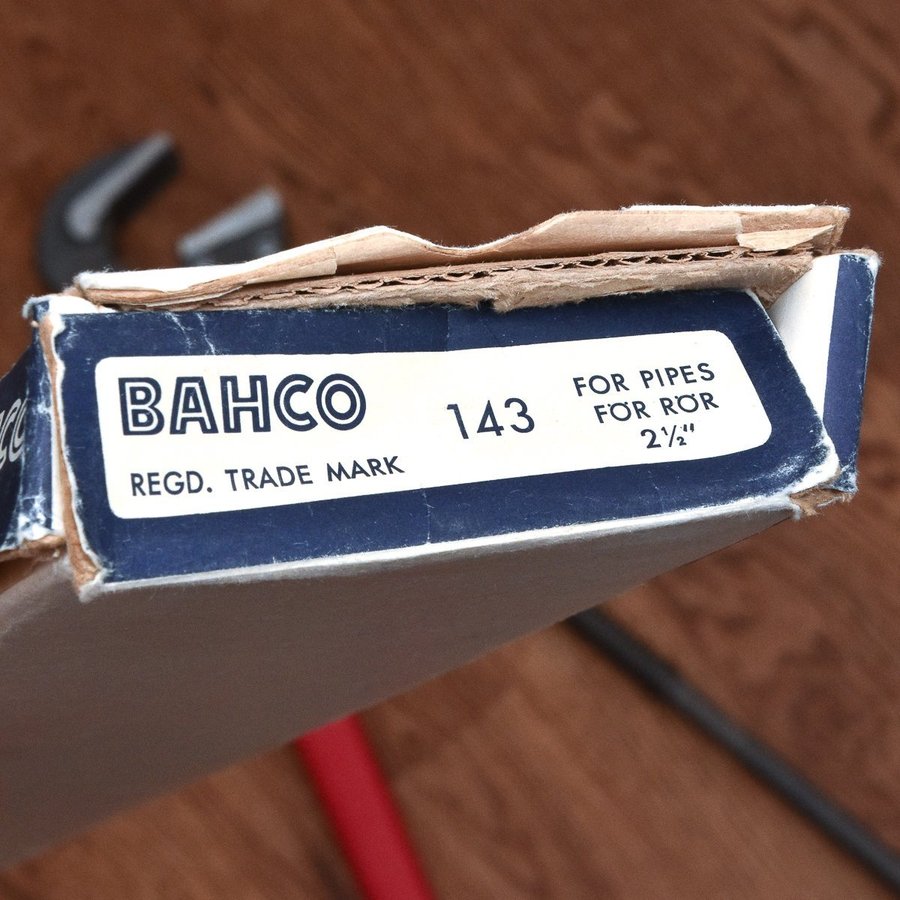 BAHCO
REGD. TRADE MARK
143
FOR PIPES
FÖR RÖR
2½"